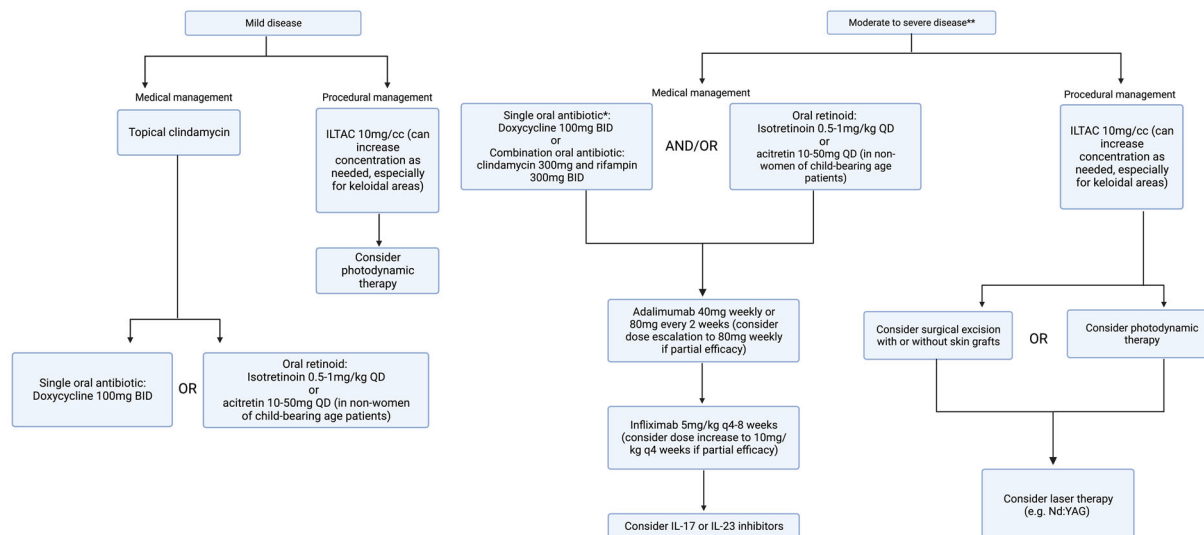 Mild disease
Medical management
Procedural management
Topical clindamycin
ILTAC 10mg/cc (can
increase
concentration as
needed, especially
for keloidal areas)
Consider
photodynamic
therapy
Single oral antibiotic:
Doxycycline 100mg BID
OR
Oral retinoid:
Isotretinoin 0.5-1mg/kg QD
or
acitretin 10-50mg QD (in non-women
of child-bearing age
patients)
Moderate to severe disease**
Medical management
Procedural management
Single oral antibiotic*:
Doxycycline 100mg BID
or
Combination oral antibiotic:
clindamycin 300mg and rifampin
300mg BID
AND/OR
Oral retinoid:
Isotretinoin 0.5-1mg/kg QD
or
acitretin 10-50mg QD (in non-
women of child-bearing age
patients)
ILTAC 10mg/cc (can
increase
concentration as
needed, especially
for keloidal areas)
Adalimumab 40mg weekly or
80mg every 2 weeks (consider
dose escalation to 80mg weekly
if partial efficacy)
Consider surgical excision
with or without skin grafts
OR
Consider photodynamic
therapy
Infliximab 5mg/kg q4-8 weeks
(consider dose increase to 10mg/
kg q4 weeks if partial efficacy)
Consider laser therapy
(e.g. Nd:YAG)
Consider IL-17 or IL-23 inhibitors